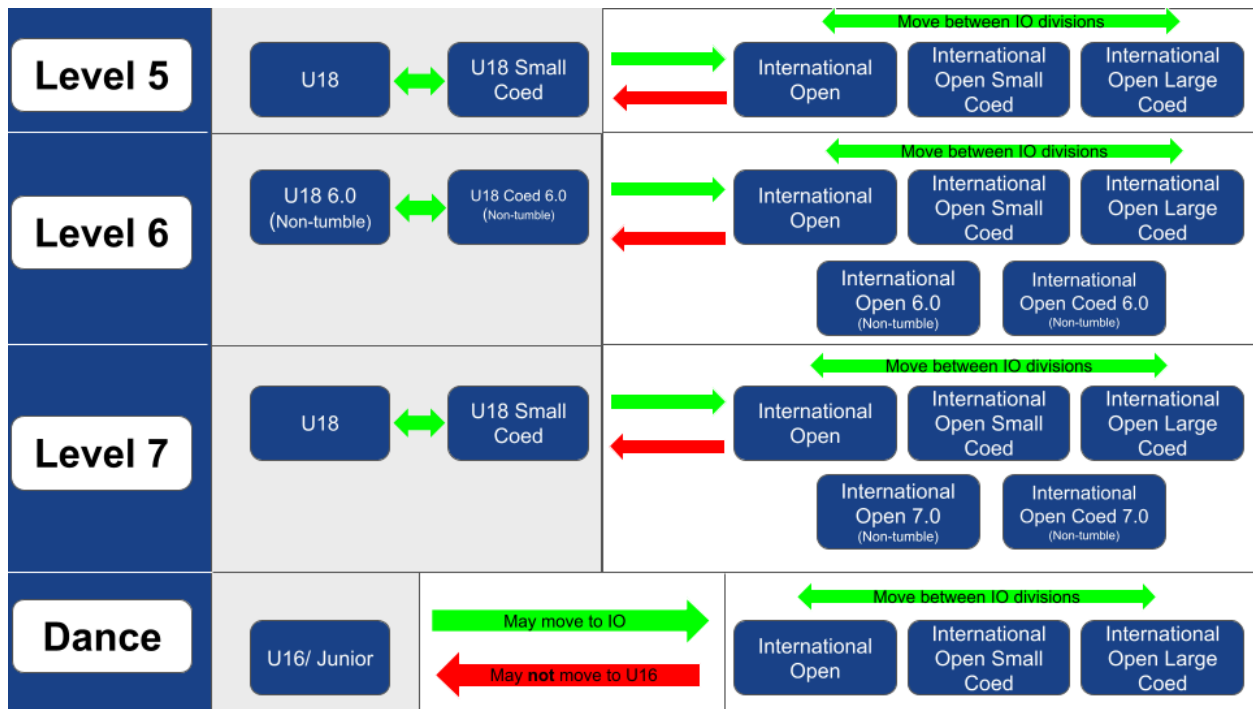 Move between IO divisions
Level 5
U18
U18 Small
Coed
International
Open
International
Open Small
Coed
International
Open Large
Coed
Move between IO divisions
Level 6
U18 6.0
(Non-tumble)
U18 Coed 6.0
(Non-tumble)
International
Open
International
Open Small
Coed
International
Open Large
Coed
International
Open 6.0
(Non-tumble)
International
Open Coed 6.0
(Non-tumble)
Move between IO divisions
Level 7
U18
U18 Small
Coed
International
Open
International
Open Small
Coed
International
Open Large
Coed
International
Open 7.0
(Non-tumble)
International
Open Coed 7.0
(Non-tumble)
Move between IO divisions
Dance
U16/ Junior
May move to IO
May not move to U16
International
Open
International
Open Small
Coed
International
Open Large
Coed